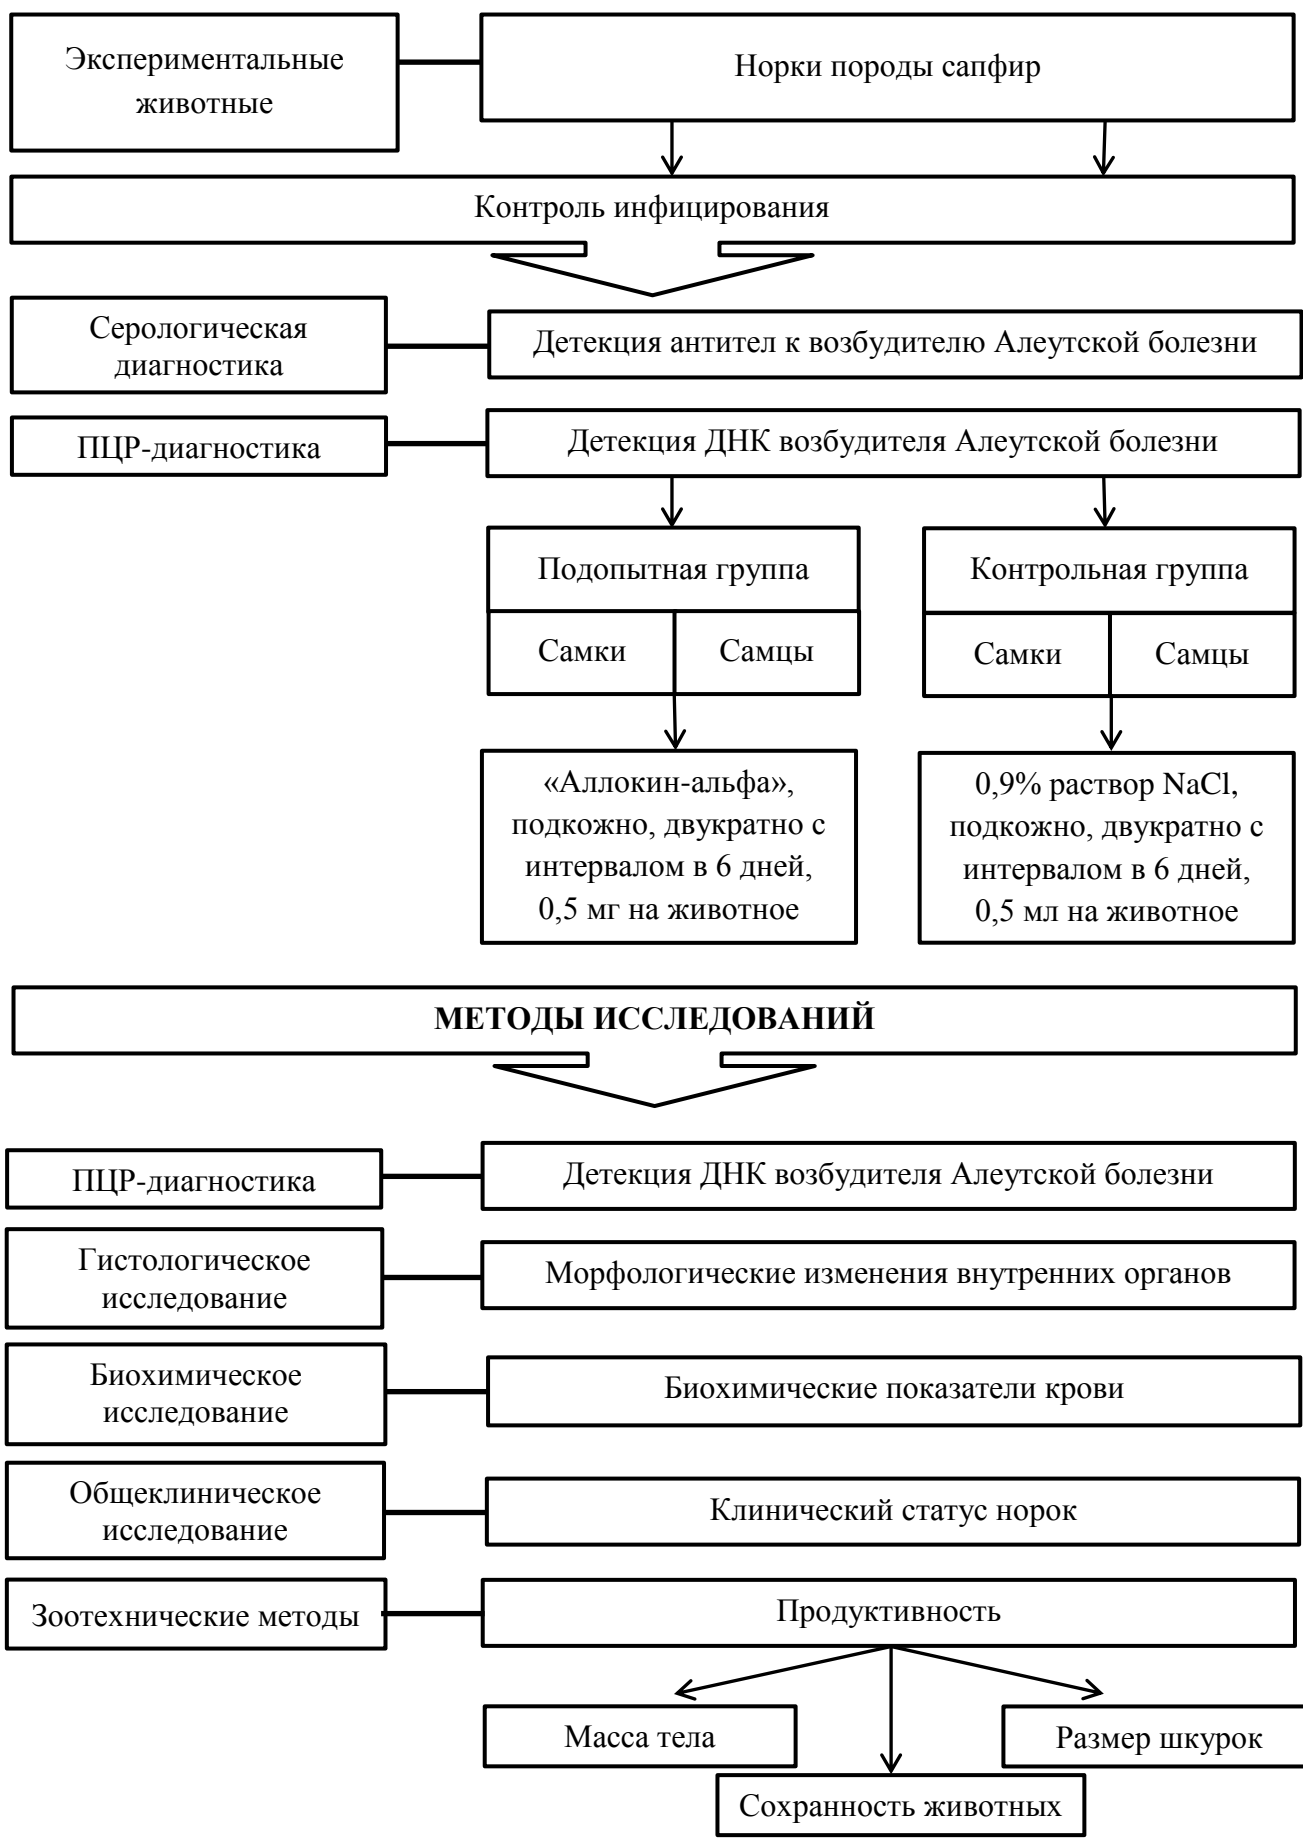 Экспериментальные
животные
Норки породы сапфир
Контроль инфицирования
Серологическая
диагностика
Детекция антител к возбудителю Алеутской болезни
ПЦР-диагностика
Детекция ДНК возбудителя Алеутской болезни
Подопытная группа
Самки
Самцы
Контрольная группа
Самки
Самцы
«Аллокин-альфа»,
подкожно, двукратно с
интервалом в 6 дней,
0,5 мг на животное
0,9% раствор NaCl,
подкожно, двукратно с
интервалом в 6 дней,
0,5 мл на животное
МЕТОДЫ ИССЛЕДОВАНИЙ
ПЦР-диагностика
Детекция ДНК возбудителя Алеутской болезни
Гистологическое
исследование
Морфологические изменения внутренних органов
Биохимическое
исследование
Биохимические показатели крови
Общеклиническое
исследование
Клинический статус норок
Зоотехнические методы
Продуктивность
Масса тела
Размер шкурок
Сохранность животных